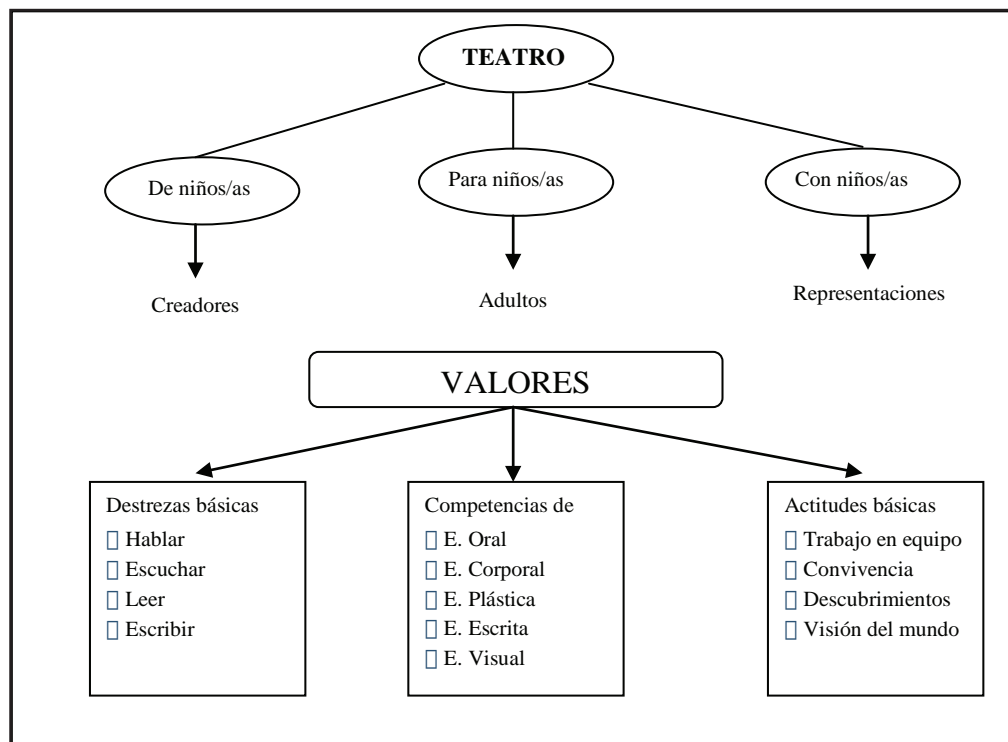 TEATRO
De niños/as
Para niños/as
Con niños/as
Creadores
Adultos
Representaciones
VALORES
Destrezas básicas
Hablar
Escuchar
Leer
Escribir
Competencias de
E. Oral
E. Corporal
E. Plástica
E. Escrita
E. Visual
Actitudes básicas
Trabajo en equipo
Convivencia
Descubrimientos
Visión del mundo